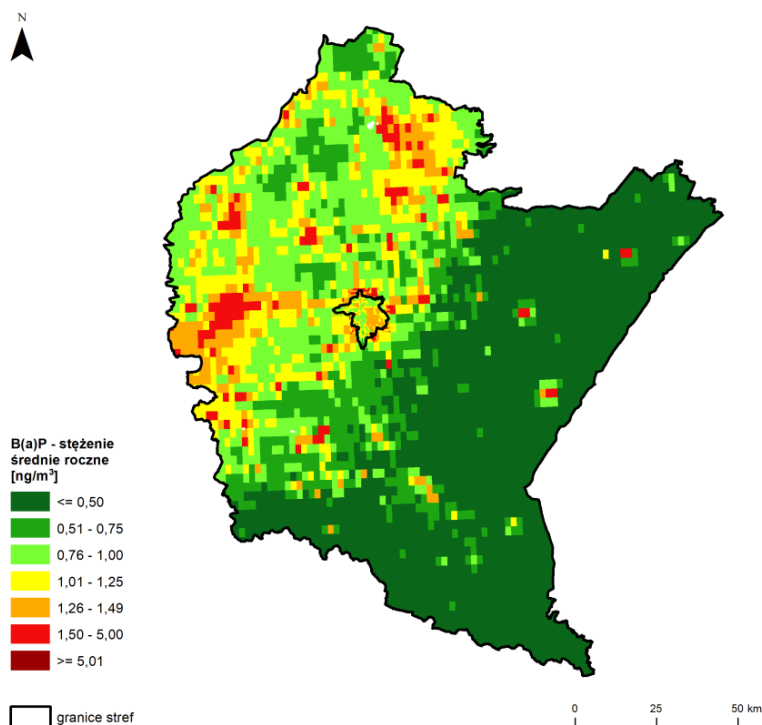 N
B(a)P - stężenie
średnie roczne
[ng/m³]
<= 0,50
0,51 - 0,75
0,76 - 1,00
1,01 - 1,25
1,26 - 1,49
1,50 - 5,00
>= 5,01
granice stref
0 25 50 km